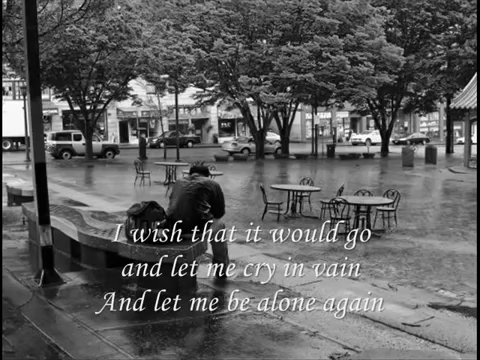 I wish that it would go
and let me cry in vain
And let me be alone again